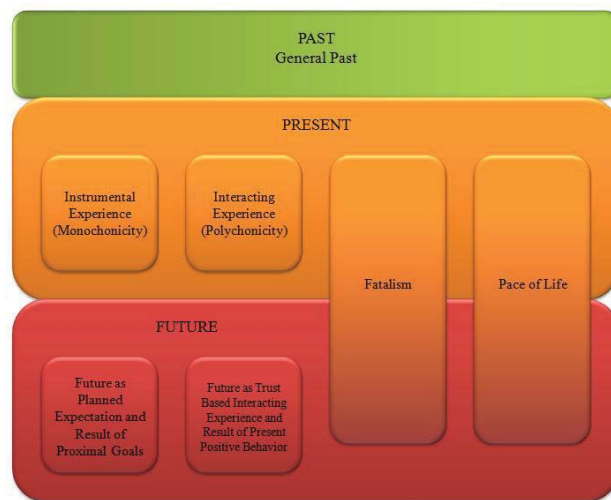 PAST
General Past
PRESENT
Instrumental
Experience
(Monochonicity)
Interacting
Experience
(Polychonicity)
Fatalism
Pace of Life
FUTURE
Future as
Planned
Expectation and
Result of
Proximal Goals
Future as Trust
Based Interacting
Experience and
Result of Present
Positive Behavior